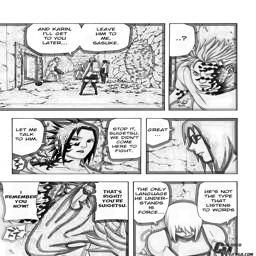 ..?
LEAVE
HIM TO
ME,
SASUKE.
AND KARIN,
I'LL GET
TO YOU
LATER...
GREAT...
STOP IT,
SUIGETSU.
WE DIDN'T
COME HERE
TO FIGHT.
LET ME
TALK
TO HIM.
HE'S NOT
THE TYPE
THAT
LISTENS
TO WORDS.
THE ONLY
LANGUAGE
HE UNDER-
STANDS
IS
FORCE...
THAT'S
RIGHT!
YOU'RE
SUIGETSU.
I
REMEMBER
YOU
NOW!